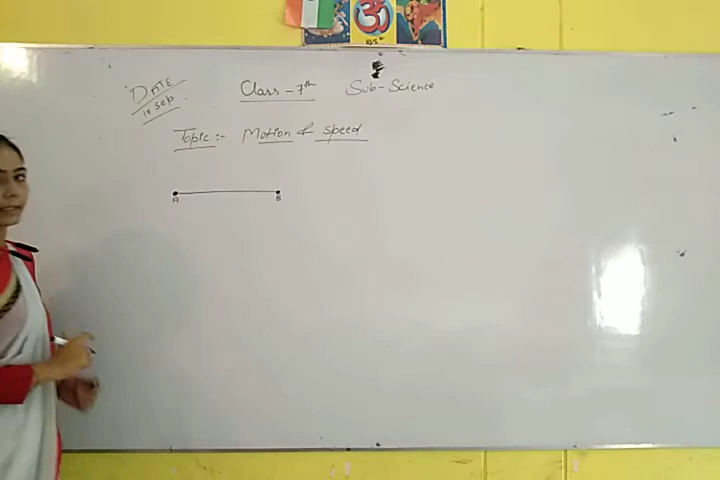 DATE
10 Sep
Class - 7th Sub - Science
Topic :- Motion & Speed
A B